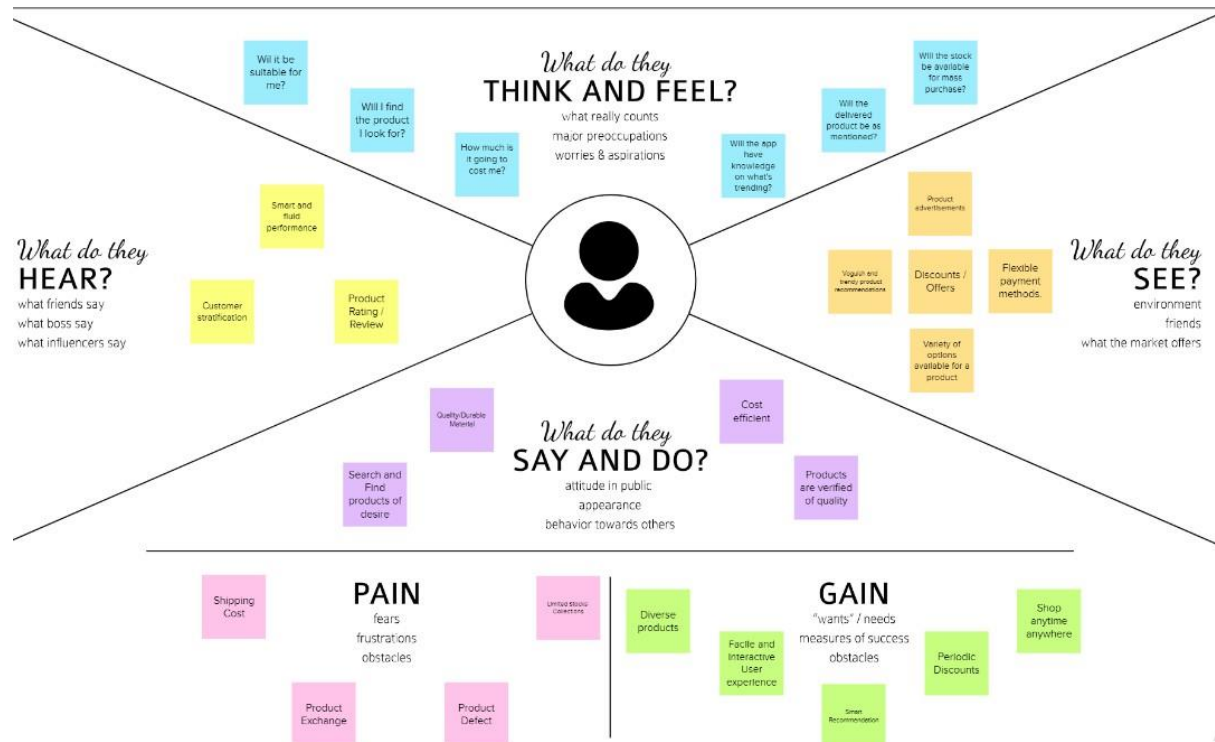 What do they
THINK AND FEEL?
what really counts
major preoccupations
worries & aspirations
Wil it be
suitable for
me?
Will I find
the product
I look for?
How much is
it going to
cost me?
Will the app
have
knowledge
on what's
trending?
Will the
delivered
product be as
mentioned?
Will the stock
be available
for mass
purchase?
What do they
HEAR?
what friends say
what boss say
what influencers say
Smart and
fluid
performance
Customer
stratification
Product
Rating /
Review
What do they
SEE?
environment
friends
what the market offers
Product
advertisements
Voguish and
trendy product
recommendations
Discounts /
Offers
Flexible
payment
methods.
Variety of
options
available for a
product
What do they
SAY AND DO?
attitude in public
appearance
behavior towards others
Quality/Durable
Material
Search and
Find
products of
desire
Cost
efficient
Products
are verified
of quality
PAIN
fears
frustrations
obstacles
Shipping
Cost
Product
Exchange
Product
Defect
Limited Stocks
Collections
GAIN
"wants" / needs
measures of success
obstacles
Diverse
products
Facile and
Interactive
User
experience
Smart
Recommendation
Periodic
Discounts
Shop
anytime
anywhere